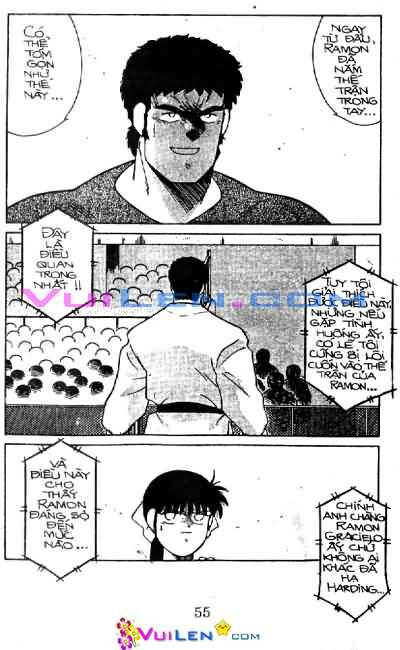 NGAY
TỪ ĐẦU,
RAMON
ĐÃ
NẮM
THẾ
TRẬN
TRONG
TAY...
CÓ
THỂ
TÓM
GỌN
NHƯ
THẾ
NÀY...
ĐÂY
LÀ
ĐIỀU
QUAN
TRỌNG
NHẤT!!
TUY TÔI
GIẢI THÍCH
ĐƯỢC ĐIỀU NÀY,
NHƯNG NẾU
GẶP TÌNH
HUỐNG ẤY,
CÓ LẼ TÔI
CŨNG BỊ LÔI
CUỐN VÀO THẾ
TRẬN CỦA
RAMON...
VuiLen.com
CHÍNH
ANH CHÀNG
RAMON
GRACIELO
ẤY CHỨ
KHÔNG AI
KHÁC ĐÃ
HẠ
HARDING...
VÀ
ĐIỀU NÀY
CHO
THẤY
RAMON
ĐÁNG SỢ
ĐẾN
MỨC
NÀO...
55
VuiLen.com